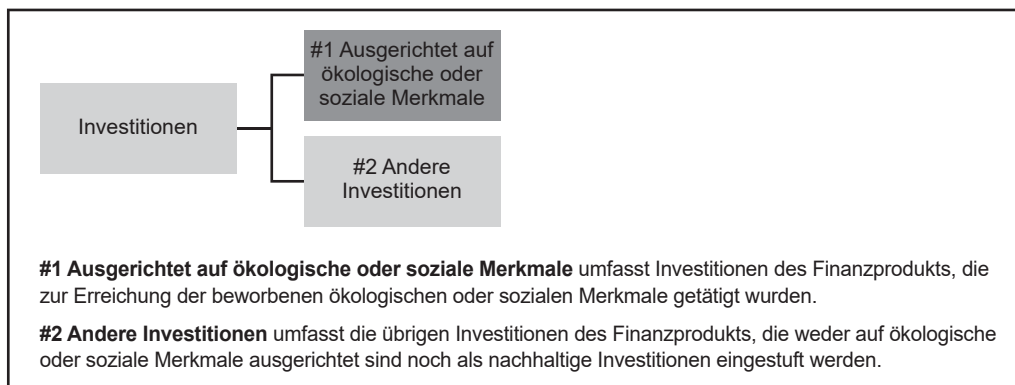 #1 Ausgerichtet auf
ökologische oder
soziale Merkmale
Investitionen
#2 Andere
Investitionen
#1 Ausgerichtet auf ökologische oder soziale Merkmale umfasst Investitionen des Finanzprodukts, die
zur Erreichung der beworbenen ökologischen oder sozialen Merkmale getätigt wurden.
#2 Andere Investitionen umfasst die übrigen Investitionen des Finanzprodukts, die weder auf ökologische
oder soziale Merkmale ausgerichtet sind noch als nachhaltige Investitionen eingestuft werden.